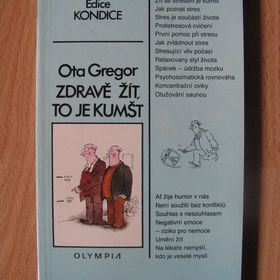 Edice
KONDICE
Ota Gregor
ZDRAVĚ ŽÍT,
TO JE KUMŠT
OLYMPIA
Žít se stresem je kumšt
Jak poznat stres
Stres je součástí života
Protistresová cvičení
První pomoc při stresu
Jak zvládnout stres
Stresující vliv počasí
Relaxovaný styl života
Spánek – údržba mozku
Psychosomatická rovnováha
Koncentrační cviky
Otužování saunou
Ať žije humor v nás
Není soužití bez konfliktů
Souhlas s nesouhlasem
Negativní emoce
– riziko pro nemoce
Umění žít
Na lékaře nemyslí,
kdo je veselé mysli